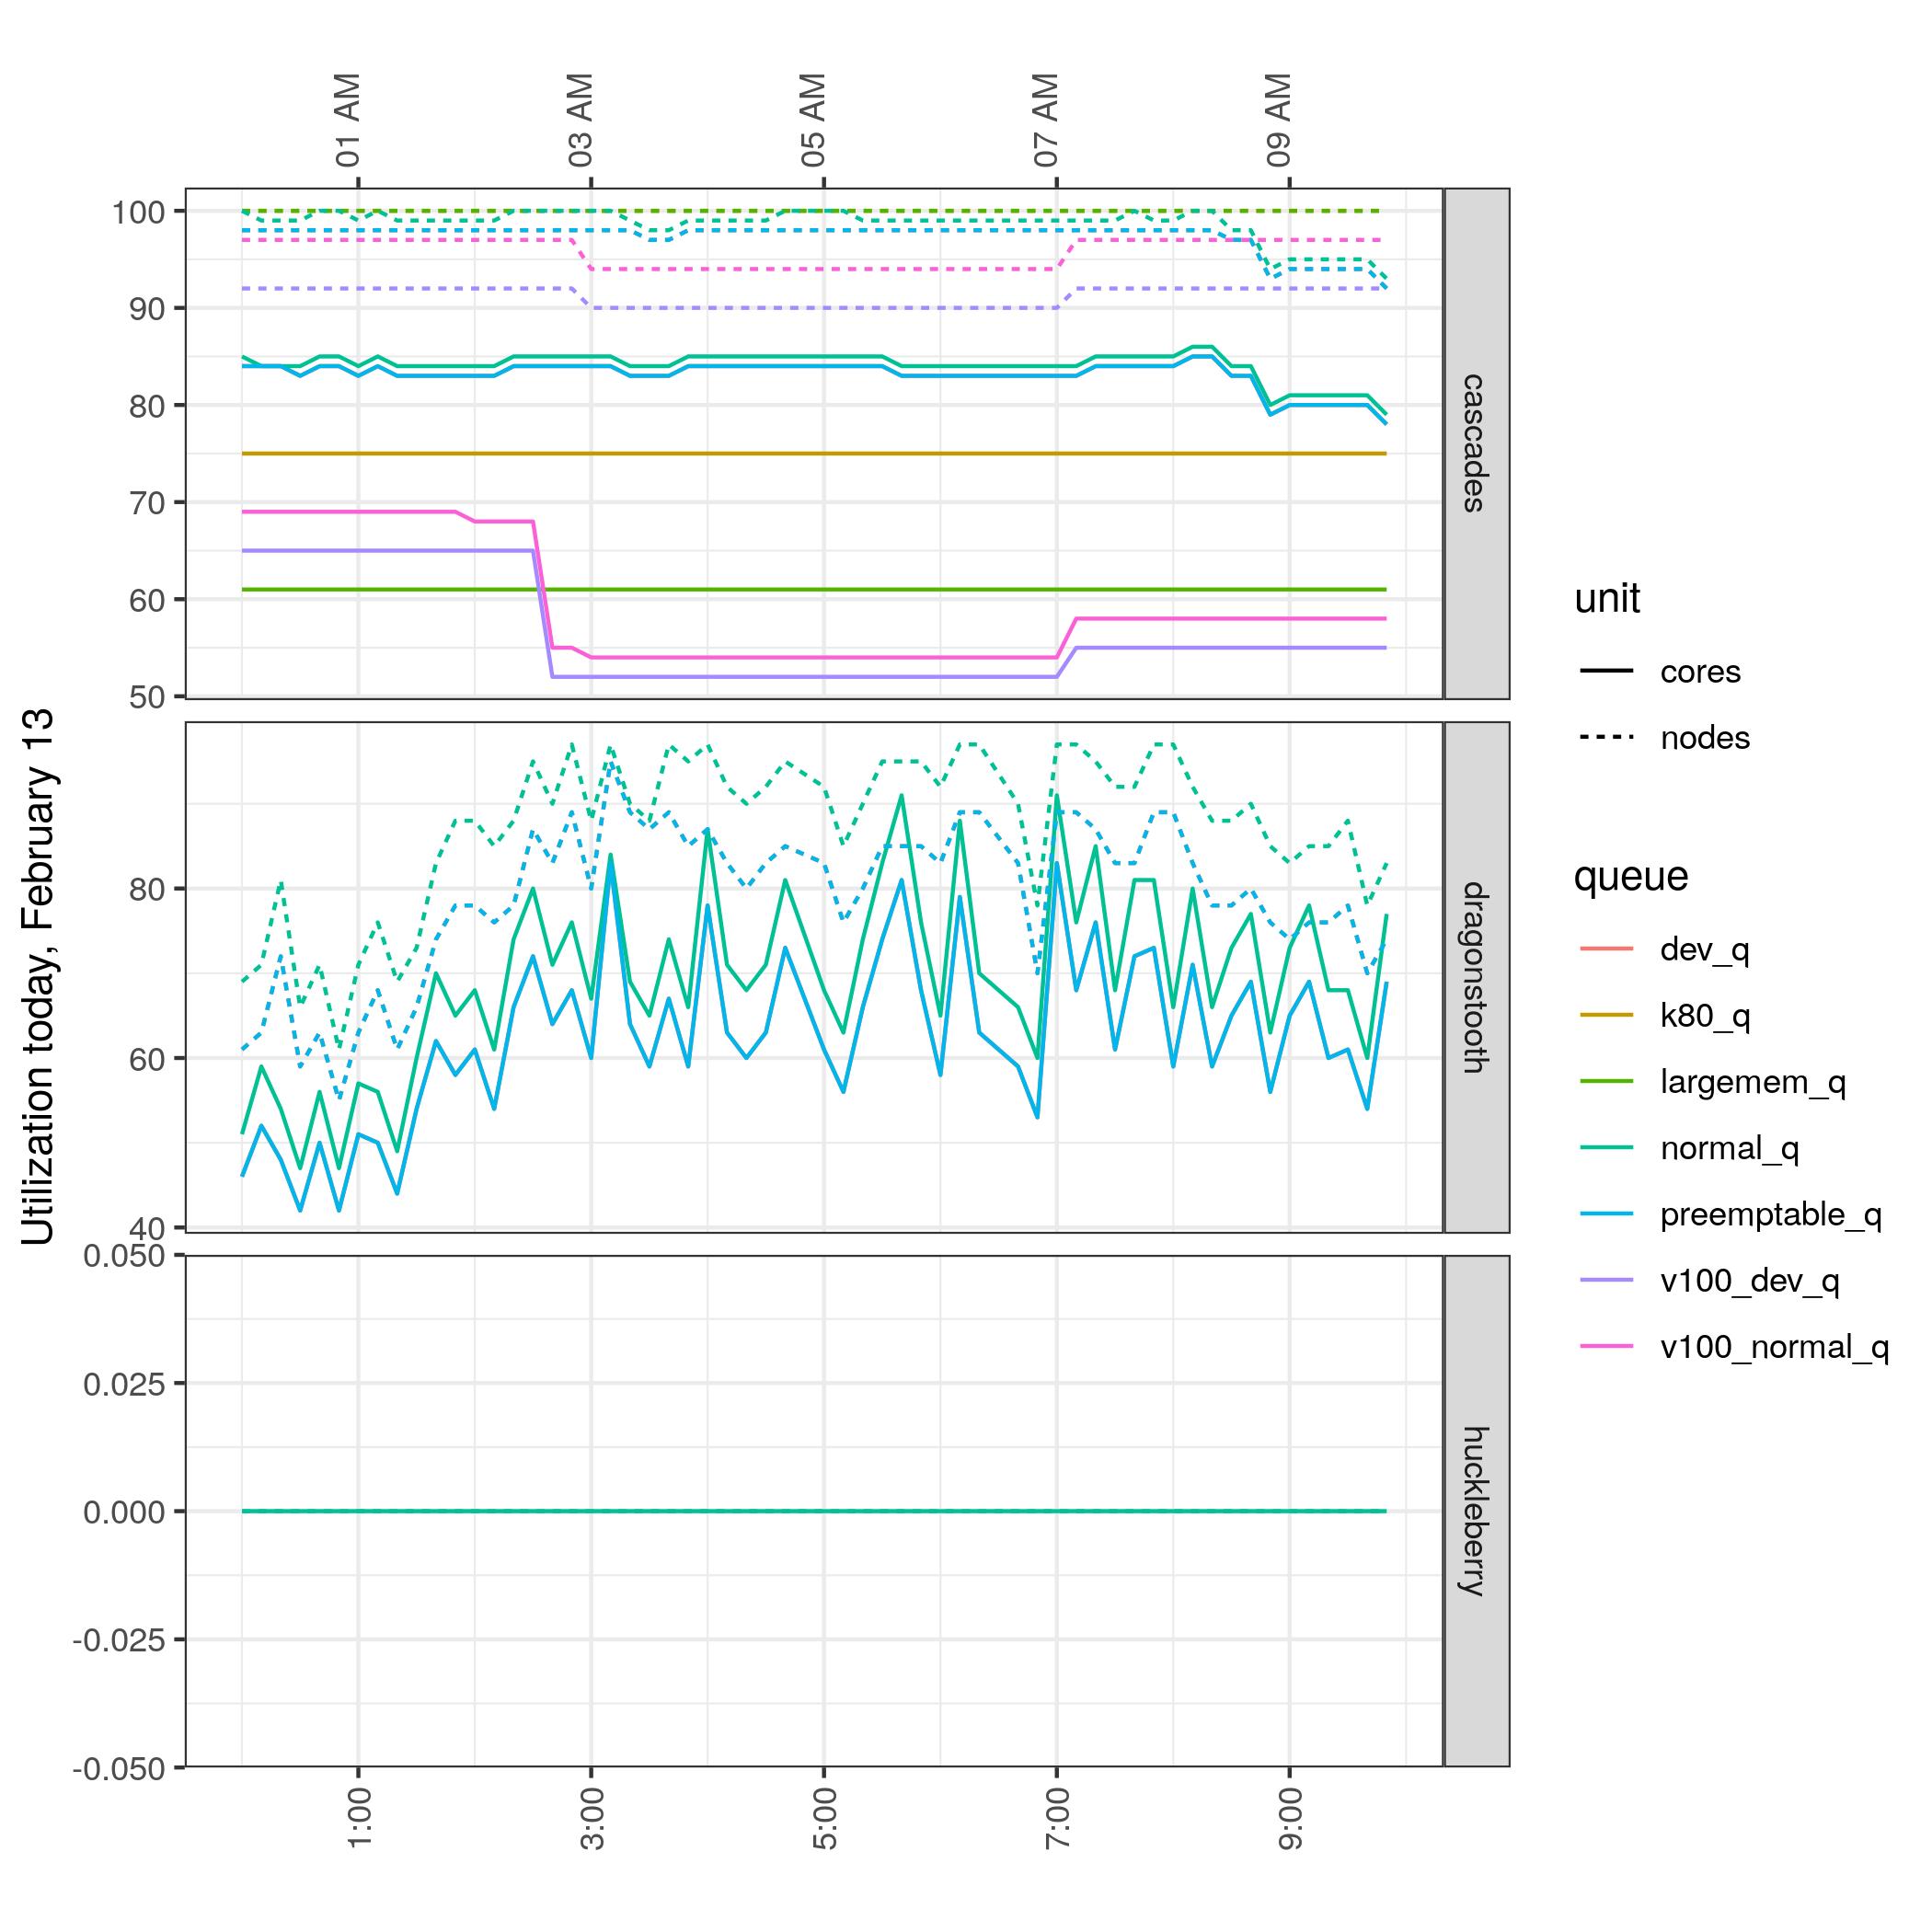 01 AM
03 AM
05 AM
07 AM
09 AM
100
90
80
70
60
50
cascades
80
60
40
dragonstooth
0.050
0.025
0.000
-0.025
-0.050
huckleberry
1:00
3:00
5:00
7:00
9:00
Utilization today, February 13
unit
cores
nodes
queue
dev_q
k80_q
largemem_q
normal_q
preemptable_q
v100_dev_q
v100_normal_q